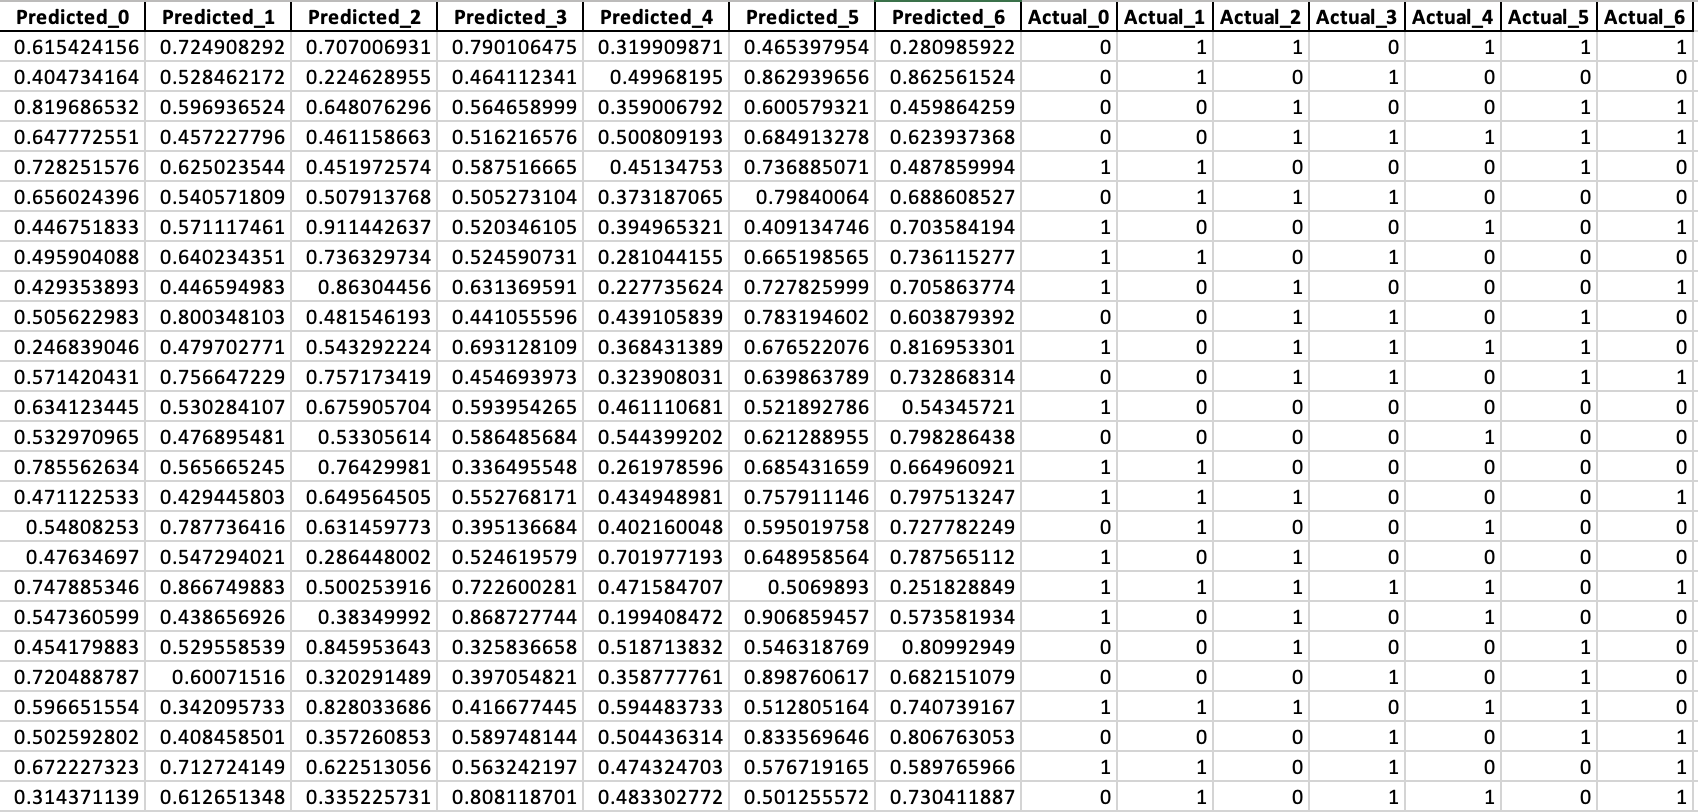 Predicted_0 Predicted_1 Predicted_2 Predicted_3 Predicted_4 Predicted_5 Predicted_6 Actual_0 Actual_1 Actual_2 Actual_3 Actual_4 Actual_5 Actual_6
0.615424156 0.724908292 0.707006931 0.790106475 0.319909871 0.465397954 0.280985922 0 1 1 0 1 1 1
0.404734164 0.528462172 0.224628955 0.464112341 0.49968195 0.862939656 0.862561524 0 1 0 1 0 0 0
0.819686532 0.596936524 0.648076296 0.564658999 0.359006792 0.600579321 0.459864259 0 0 1 0 0 1 1
0.647772551 0.457227796 0.461158663 0.516216576 0.500809193 0.684913278 0.623937368 0 0 1 1 1 1 1
0.728251576 0.625023544 0.451972574 0.587516665 0.45134753 0.736885071 0.487859994 1 1 0 0 0 1 0
0.656024396 0.540571809 0.507913768 0.505273104 0.373187065 0.79840064 0.688608527 0 1 1 1 0 0 0
0.446751833 0.571117461 0.911442637 0.520346105 0.394965321 0.409134746 0.703584194 1 0 0 0 1 0 1
0.495904088 0.640234351 0.736329734 0.524590731 0.281044155 0.665198565 0.736115277 1 1 0 1 0 0 0
0.429353893 0.446594983 0.86304456 0.631369591 0.227735624 0.727825999 0.705863774 1 0 1 0 0 0 1
0.505622983 0.800348103 0.481546193 0.441055596 0.439105839 0.783194602 0.603879392 0 0 1 1 0 1 0
0.246839046 0.479702771 0.543292224 0.693128109 0.368431389 0.676522076 0.816953301 1 0 1 1 1 1 0
0.571420431 0.756647229 0.757173419 0.454693973 0.323908031 0.639863789 0.732868314 0 0 1 1 0 1 1
0.634123445 0.530284107 0.675905704 0.593954265 0.461110681 0.521892786 0.54345721 1 0 0 0 0 0 0
0.532970965 0.476895481 0.53305614 0.586485684 0.544399202 0.621288955 0.798286438 0 0 0 0 1 0 0
0.785562634 0.565665245 0.76429981 0.336495548 0.261978596 0.685431659 0.664960921 1 1 0 0 0 0 0
0.471122533 0.429445803 0.649564505 0.552768171 0.434948981 0.757911146 0.797513247 1 1 1 0 0 0 1
0.54808253 0.787736416 0.631459773 0.395136684 0.402160048 0.595019758 0.727782249 0 1 0 0 1 0 0
0.47634697 0.547294021 0.286448002 0.524619579 0.701977193 0.648958564 0.787565112 1 0 1 0 0 0 0
0.747885346 0.866749883 0.500253916 0.722600281 0.471584707 0.5069893 0.251828849 1 1 1 1 1 0 1
0.547360599 0.438656926 0.38349992 0.868727744 0.199408472 0.906859457 0.573581934 1 0 1 0 1 0 0
0.454179883 0.529558539 0.845953643 0.325836658 0.518713832 0.546318769 0.80992949 0 0 1 0 0 1 0
0.720488787 0.60071516 0.320291489 0.397054821 0.358777761 0.898760617 0.682151079 0 0 0 1 0 1 0
0.596651554 0.342095733 0.828033686 0.416677445 0.594483733 0.512805164 0.740739167 1 1 1 0 1 1 0
0.502592802 0.408458501 0.357260853 0.589748144 0.504436314 0.833569646 0.806763053 0 0 0 1 0 1 1
0.672227323 0.712724149 0.622513056 0.563242197 0.474324703 0.576719165 0.589765966 1 1 0 1 0 0 1
0.314371139 0.612651348 0.335225731 0.808118701 0.483302772 0.501255572 0.730411887 0 1 0 1 1 0 1